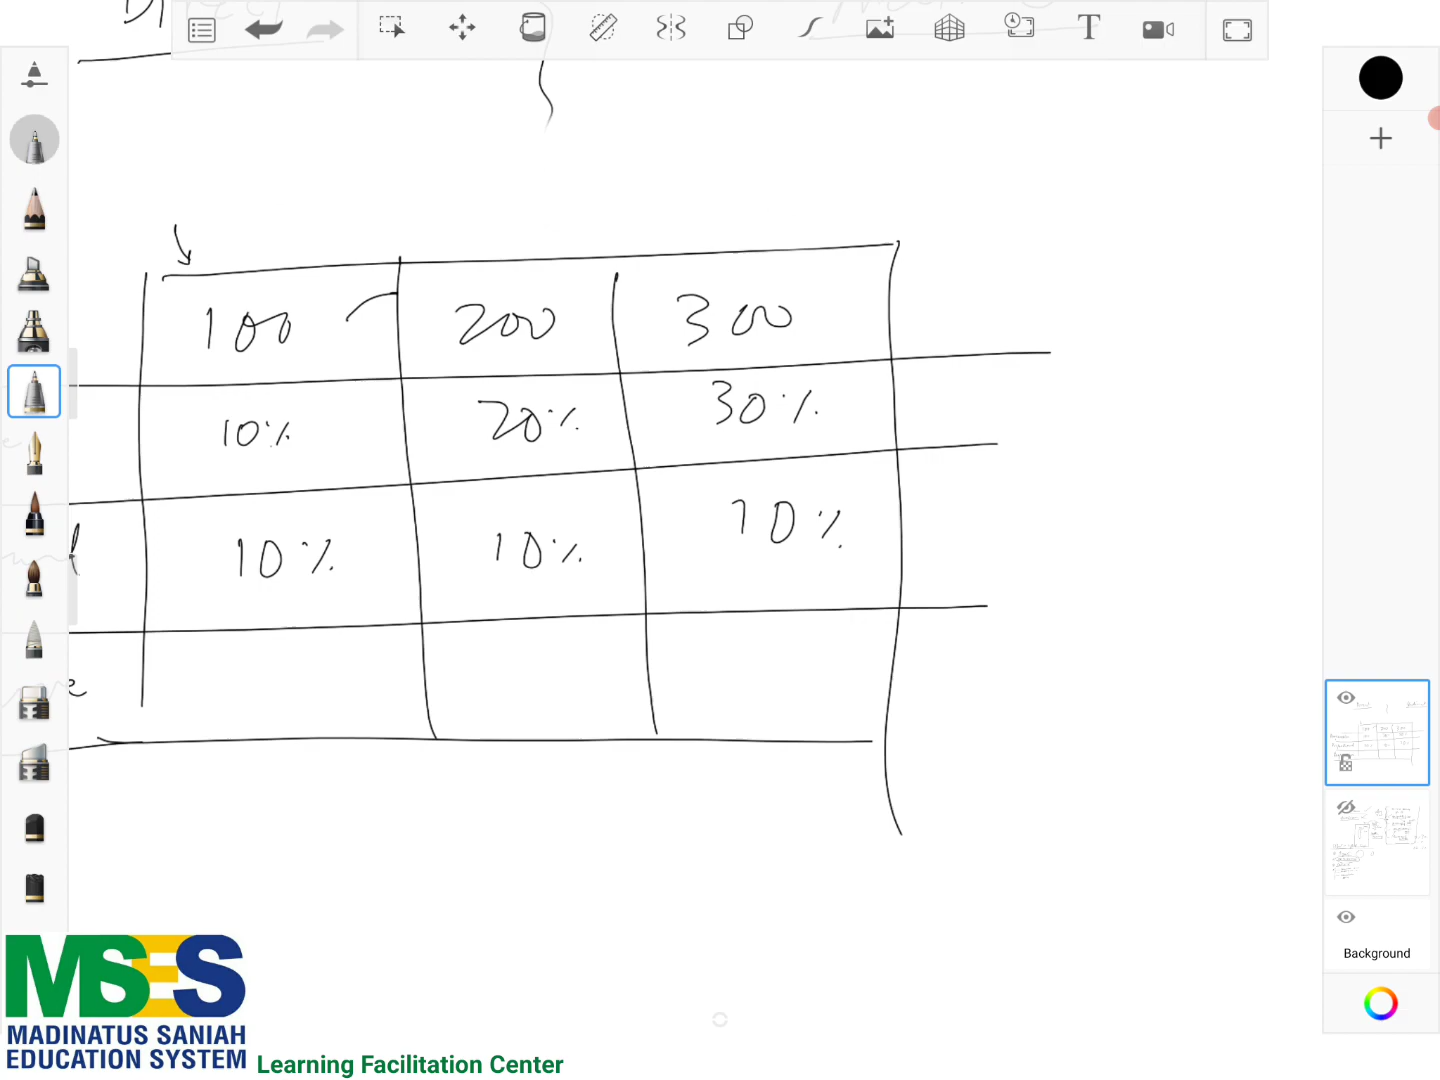 100 200 300
10% 20% 30%
10% 10% 10%
T
Background
MSES
MADINATUS SANIAH
EDUCATION SYSTEM
Learning Facilitation Center